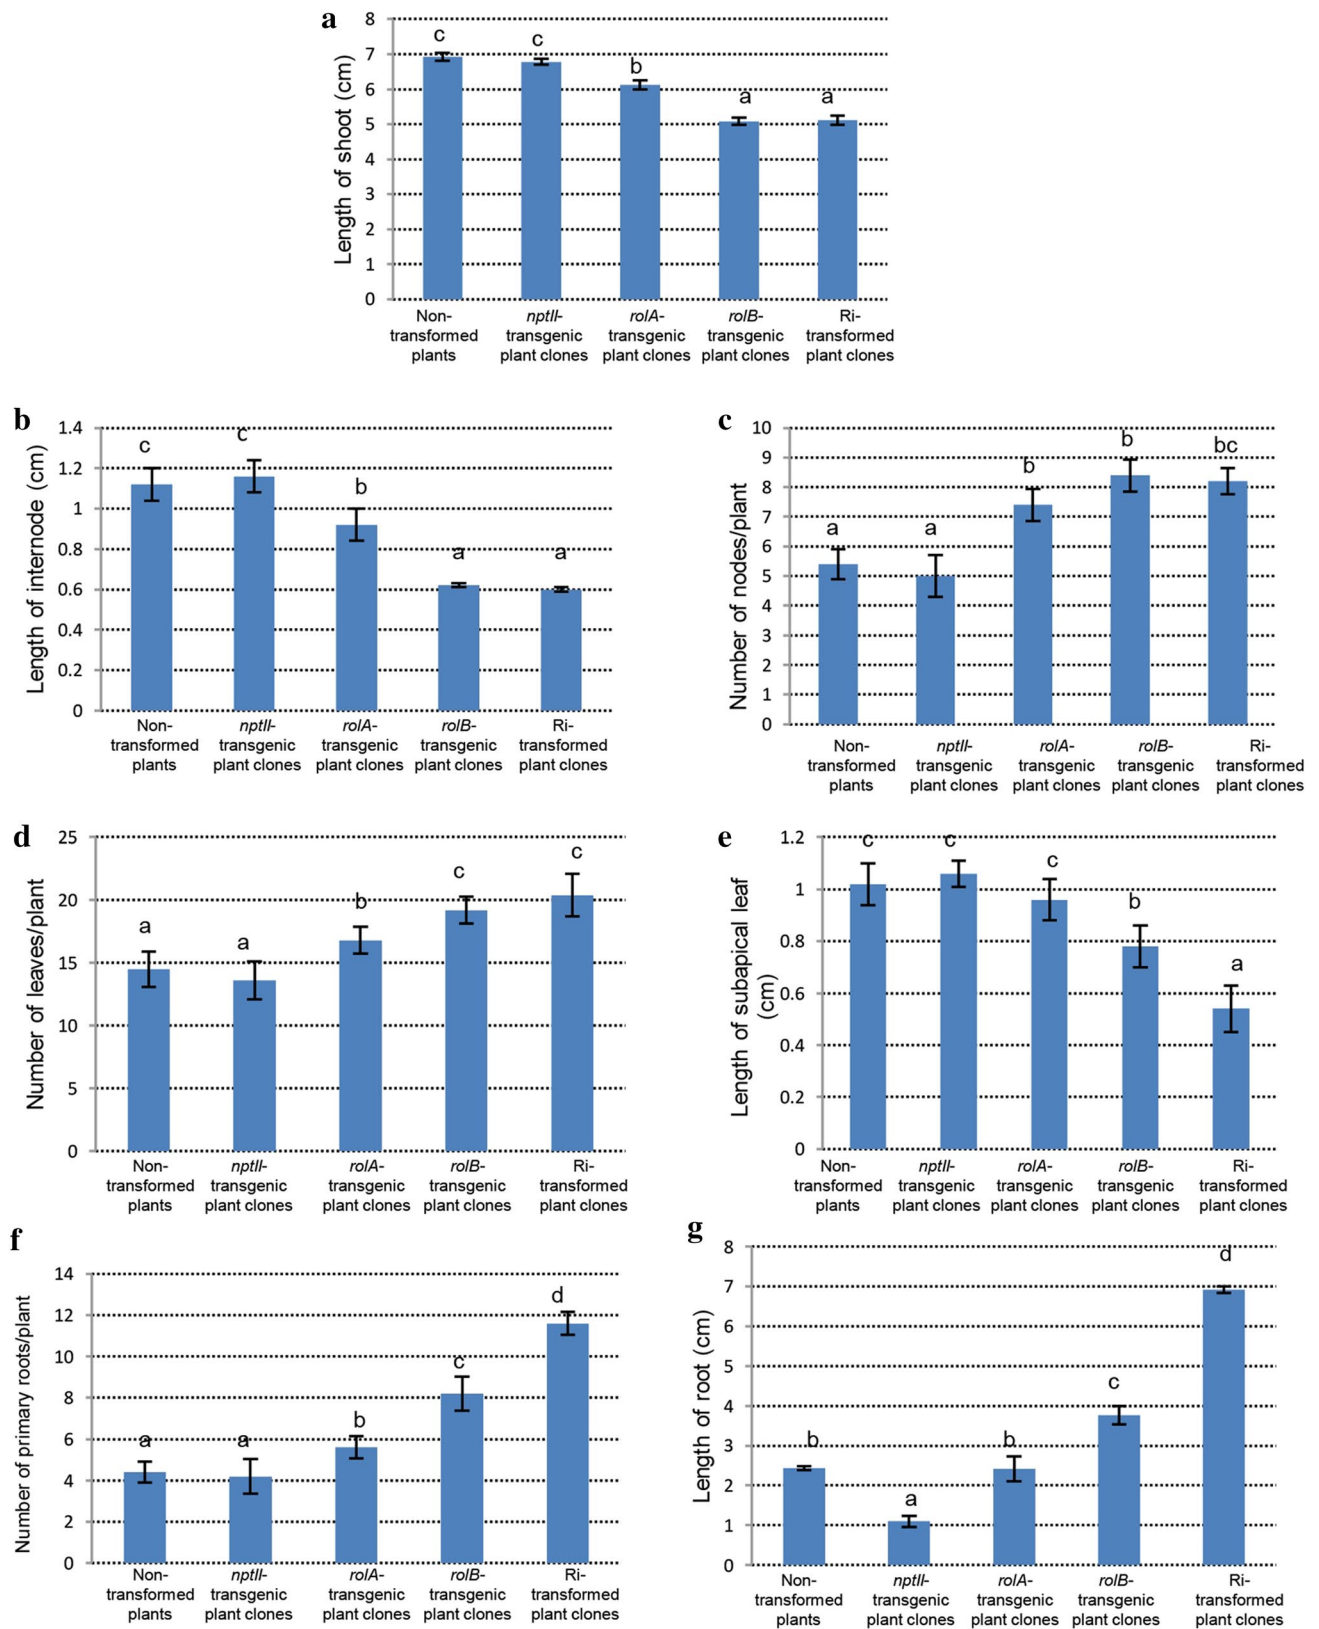 a
Length of shoot (cm)
8
7
6
5
4
3
2
1
0
c
c
b
a
a
Non-
transformed
plants
nptII-
transgenic
plant clones
rolA-
transgenic
plant clones
rolB-
transgenic
plant clones
Ri-
transformed
plant clones
b
Length of internode (cm)
1.4
1.2
1
0.8
0.6
0.4
0.2
0
c
c
b
a
a
Non-
transformed
plants
nptII-
transgenic
plant clones
rolA-
transgenic
plant clones
rolB-
transgenic
plant clones
Ri-
transformed
plant clones
c
Number of nodes/plant
10
9
8
7
6
5
4
3
2
1
0
a
a
b
b
bc
Non-
transformed
plants
nptII-
transgenic
plant clones
rolA-
transgenic
plant clones
rolB-
transgenic
plant clones
Ri-
transformed
plant clones
d
Number of leaves/plant
25
20
15
10
5
0
a
a
b
c
c
Non-
transformed
plants
nptII-
transgenic
plant clones
rolA-
transgenic
plant clones
rolB-
transgenic
plant clones
Ri-
transformed
plant clones
e
Length of subapical leaf
(cm)
1.2
1
0.8
0.6
0.4
0.2
0
c
c
c
b
a
Non-
transformed
plants
nptII-
transgenic
plant clones
rolA-
transgenic
plant clones
rolB-
transgenic
plant clones
Ri-
transformed
plant clones
f
Number of primary roots/plant
14
12
10
8
6
4
2
0
a
a
b
c
d
Non-
transformed
plants
nptII-
transgenic
plant clones
rolA-
transgenic
plant clones
rolB-
transgenic
plant clones
Ri-
transformed
plant clones
g
Length of root (cm)
8
7
6
5
4
3
2
1
0
b
a
b
c
d
Non-
transformed
plants
nptII-
transgenic
plant clones
rolA-
transgenic
plant clones
rolB-
transgenic
plant clones
Ri-
transformed
plant clones